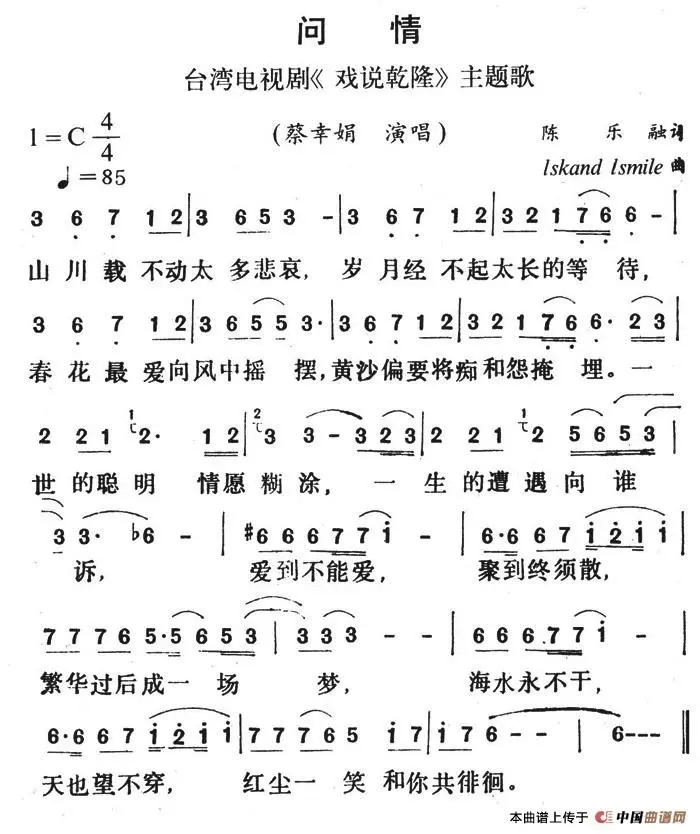 问 情
台湾电视剧《戏说乾隆》主题歌
1=C 4/4 (蔡幸娟 演唱) 陈 乐 融 词
♩=85 Iskand Ismile 曲
3 6 7 1 2 | 3 6 5 3 3 - | 3 6 7 1 2 | 3 2 1 7 6 6 - |
山 川 载 不动太 多悲哀, 岁 月经 不起太长的等 待,
3 6 7 1 2 | 3 6 5 5 3· | 3 6 7 1 2 | 3 2 1 2 1 7 6 6· 2 3 |
春 花 最 爱向风中摇 摆,黄沙偏要将痴和怨掩 埋。一
2 2 1 2· 1 2 | 3 3 - 3 2 3 | 2 2 1 2 5 6 5 3 |
世 的聪 明 情愿 糊 涂, 一 生 的遭 遇 向 谁
3 3· ♭6 - | #6 6 6 6 7 7 i - - | 6·6 6 7 i 2 i i |
诉, 爱到不能爱, 聚到终须散,
7 7 7 6 5·5 6 5 3 | 3 3 3 - - | 6 6 6 6 7 7 i - |
繁华过后成一 场 梦, 海水永不干,
6·6 6 7 i 2 i i | 7 7 7 6 5 i 7 | i 7 6 - - | 6 - - - ‖
天也望不穿, 红尘一 笑 和你共徘徊。
本曲谱上传于 中国曲谱网